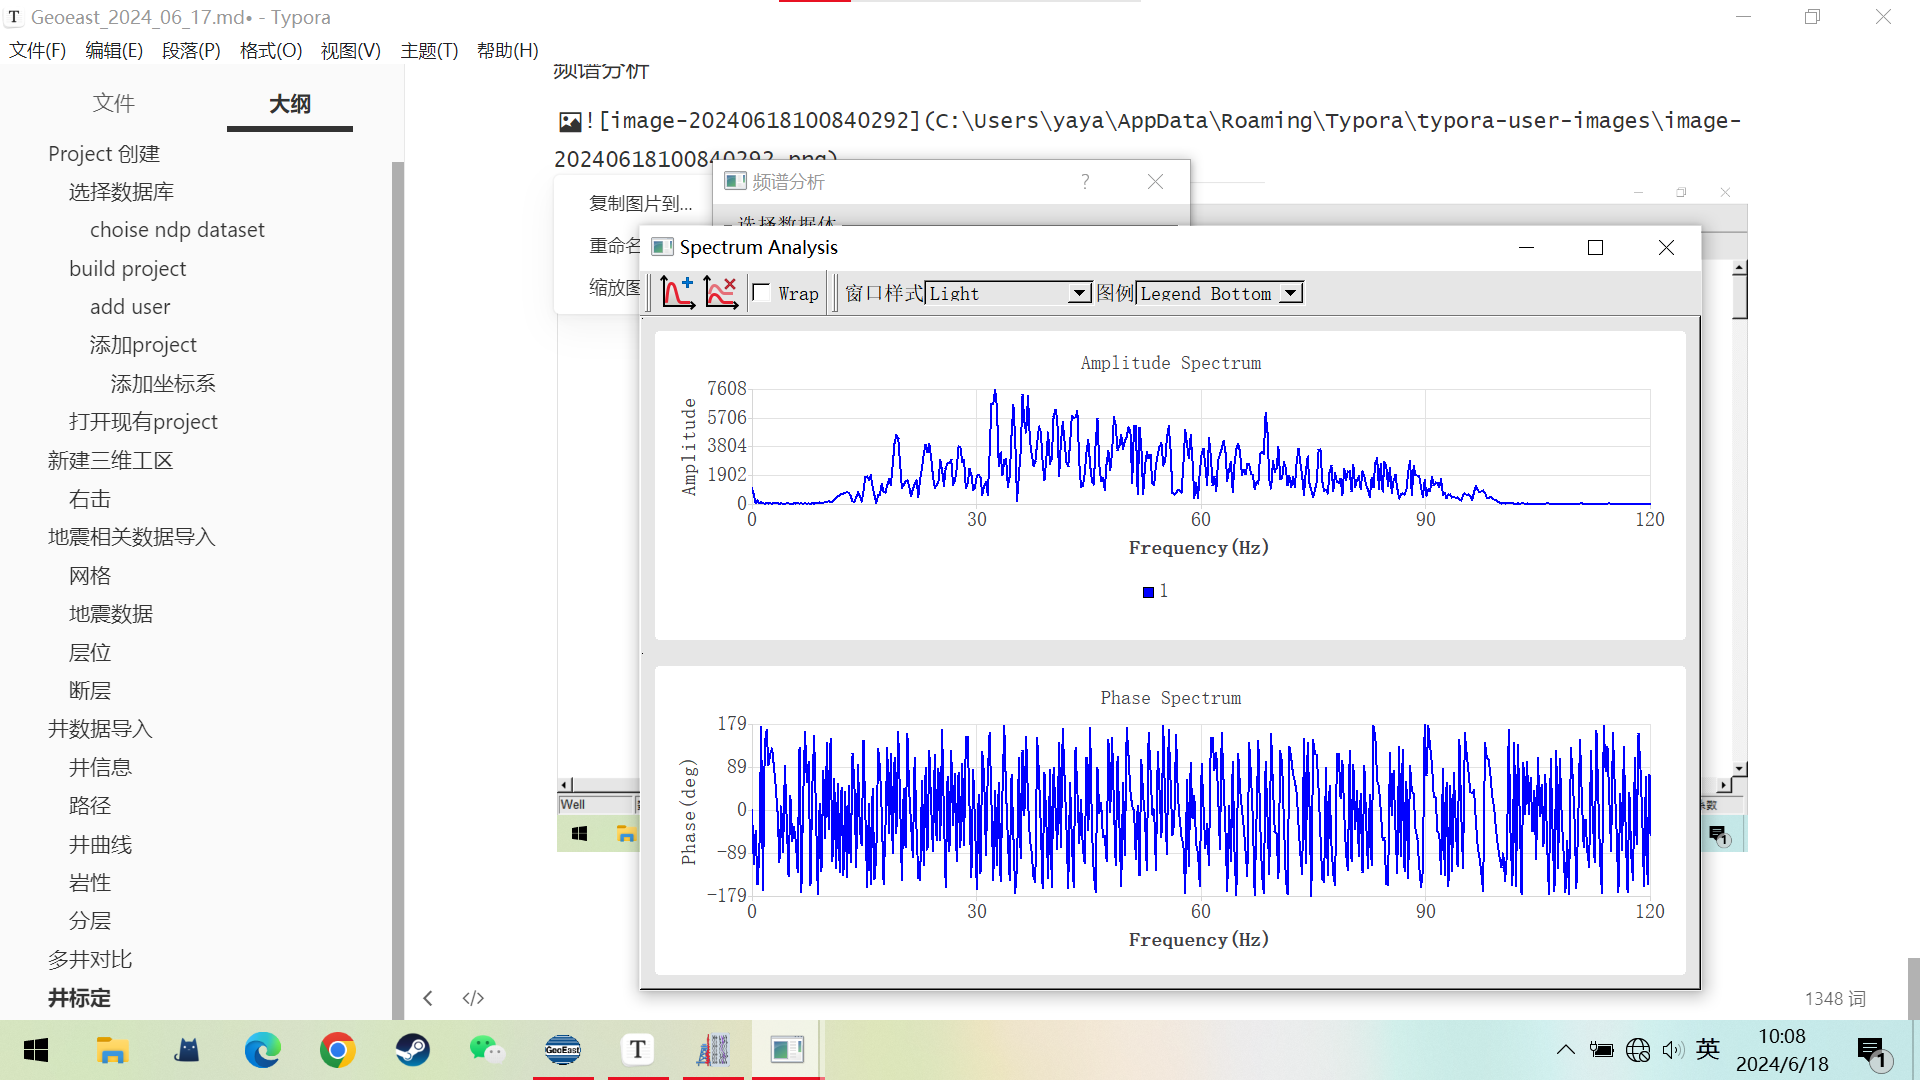 Geoeast_2024_06_17.md• - Typora
文件(F) 编辑(E) 段落(P) 格式(O) 视图(V) 主题(T) 帮助(H)
文件 大纲
Project 创建
选择数据库
choise ndp dataset
build project
add user
添加project
添加坐标系
打开现有project
新建三维工区
右击
地震相关数据导入
网格
地震数据
层位
断层
井数据导入
井信息
路径
井曲线
岩性
分层
多井对比
井标定
频谱分析
![image-20240618100840292](C:\Users\yaya\AppData\Roaming\Typora\typora-user-images\image-
20240618100840292.png)
复制图片到...
重命名
缩放图
频谱分析 ?
选择数据体
Spectrum Analysis
Wrap 窗口样式 Light 图例 Legend Bottom
Amplitude Spectrum
Amplitude
7608
5706
3804
1902
0
0 30 60 90 120
Frequency(Hz)
1
Phase Spectrum
Phase(deg)
179
89
0
-89
-179
0 30 60 90 120
Frequency(Hz)
Well
系数
1
</>
1348 词
GeoEast
T
英
10:08
2024/6/18
1